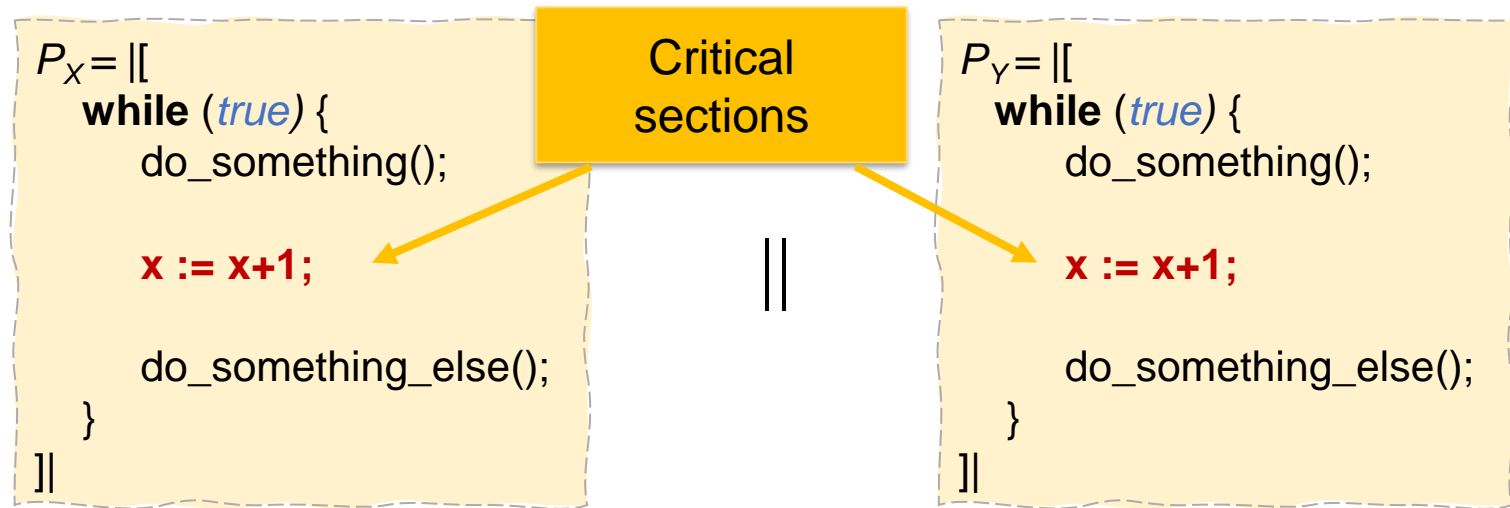 P_X = |[
while (true) {
do_something();
x := x+1;
do_something_else();
}
]|
Critical
sections
||
P_Y = |[
while (true) {
do_something();
x := x+1;
do_something_else();
}
]|